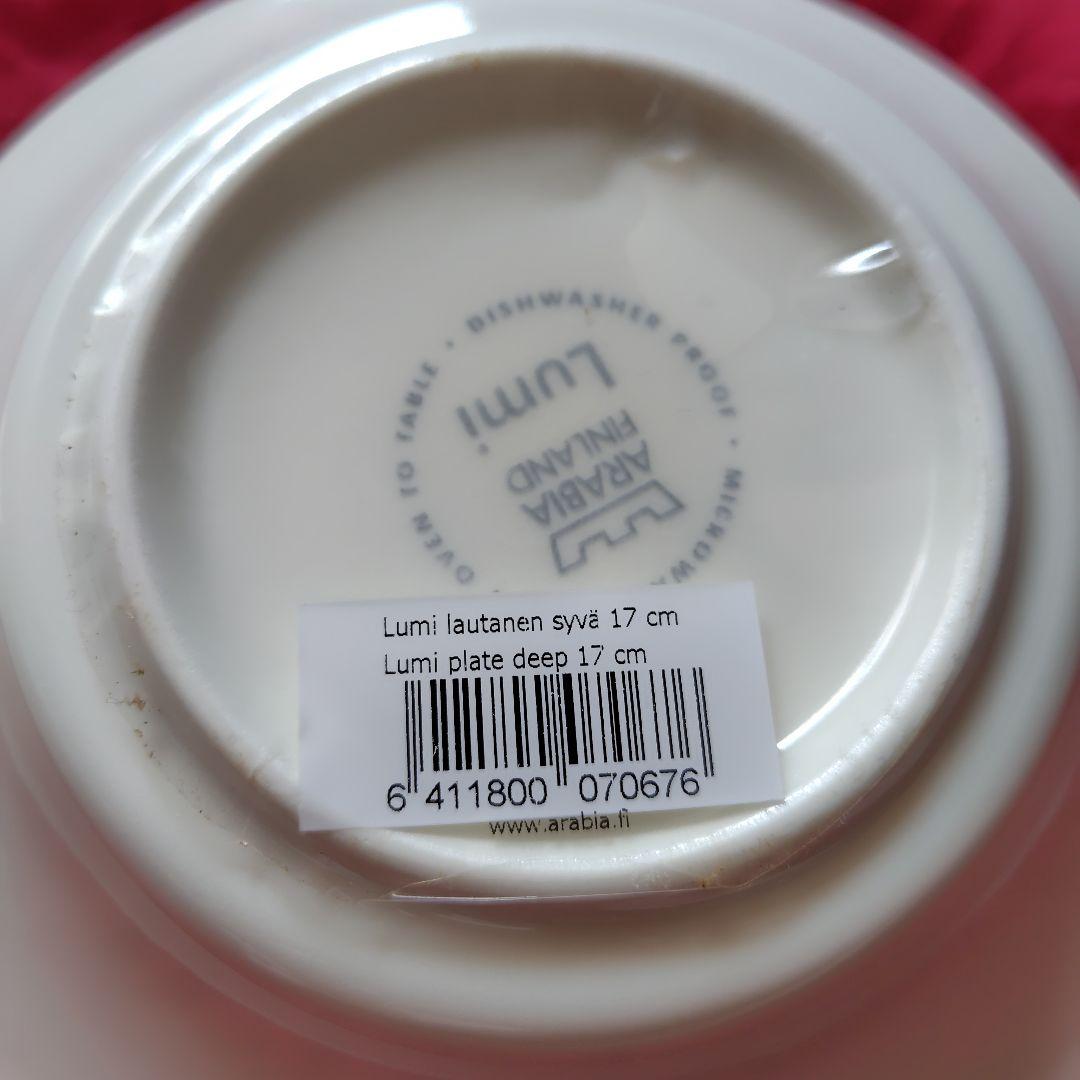 OVEN TO TABLE • DISHWASHER PROOF • MICROWA
Lumi
ARABIA
FINLAND
Lumi lautanen syvä 17 cm
Lumi plate deep 17 cm
6 411800 070676
www.arabia.fi